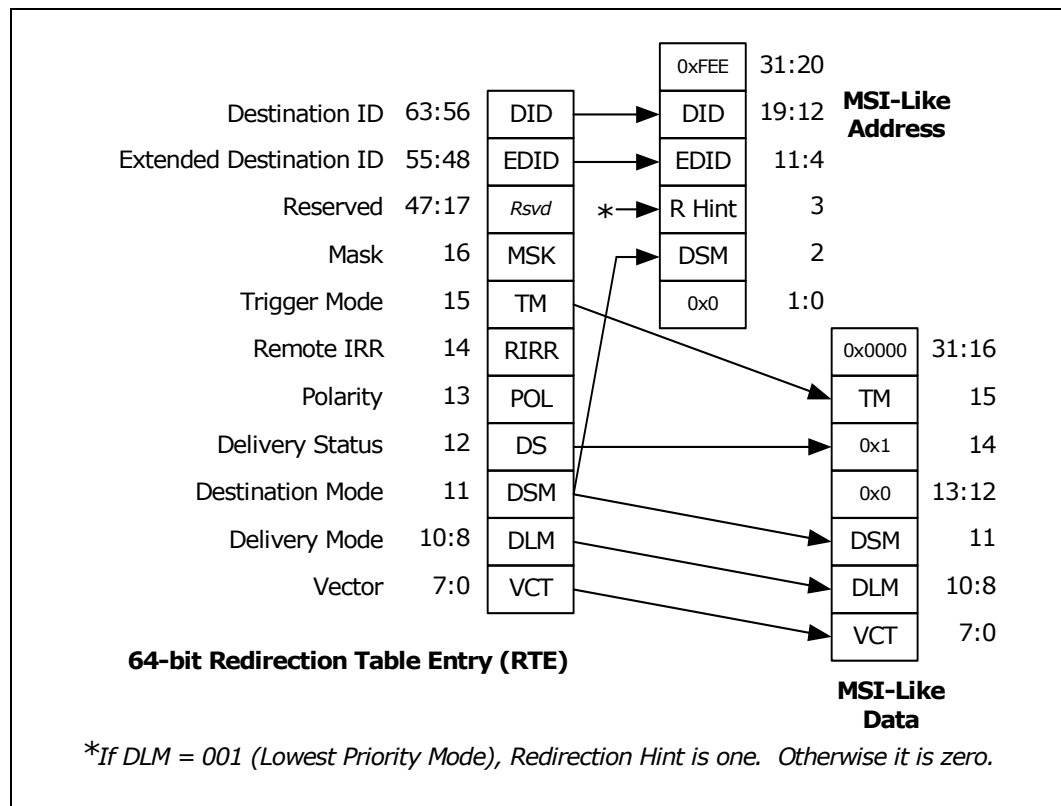 0xFEE 31:20
MSI-Like
Address
Destination ID 63:56 DID DID 19:12
Extended Destination ID 55:48 EDID EDID 11:4
Reserved 47:17 Rsvd * R Hint 3
Mask 16 MSK DSM 2
Trigger Mode 15 TM 0x0 1:0
Remote IRR 14 RIRR 0x0000 31:16
Polarity 13 POL TM 15
Delivery Status 12 DS 0x1 14
Destination Mode 11 DSM 0x0 13:12
Delivery Mode 10:8 DLM DSM 11
Vector 7:0 VCT DLM 10:8
VCT 7:0
64-bit Redirection Table Entry (RTE)
MSI-Like
Data
*If DLM = 001 (Lowest Priority Mode), Redirection Hint is one. Otherwise it is zero.